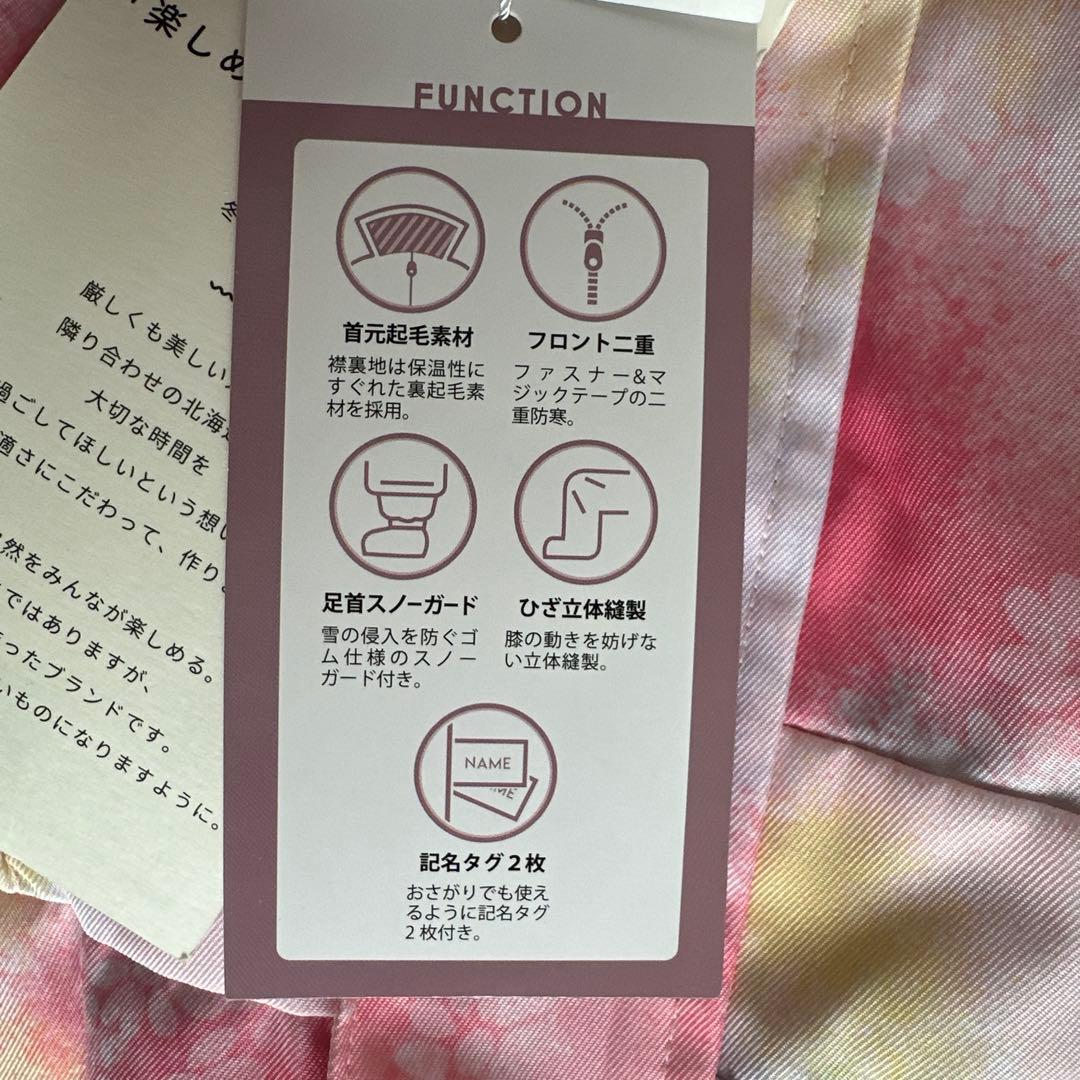 楽しめ
冬
厳しくも美しい
隣り合わせの北海道
大切な時間を
過ごしてほしいという想い
適さにこだわって、作り
然をみんなが楽しめる。
ではありますが、
ったブランドです。
いものになりますように。
FUNCTION
首元起毛素材
襟裏地は保温性に
すぐれた裏起毛素
材を採用。
フロント二重
ファスナー&マ
ジックテープの二
重防寒。
足首スノーガード
雪の侵入を防ぐゴ
ム仕様のスノー
ガード付き。
ひざ立体縫製
膝の動きを妨げな
い立体縫製。
NAME
ME
記名タグ2枚
おさがりでも使え
るように記名タグ
2枚付き。